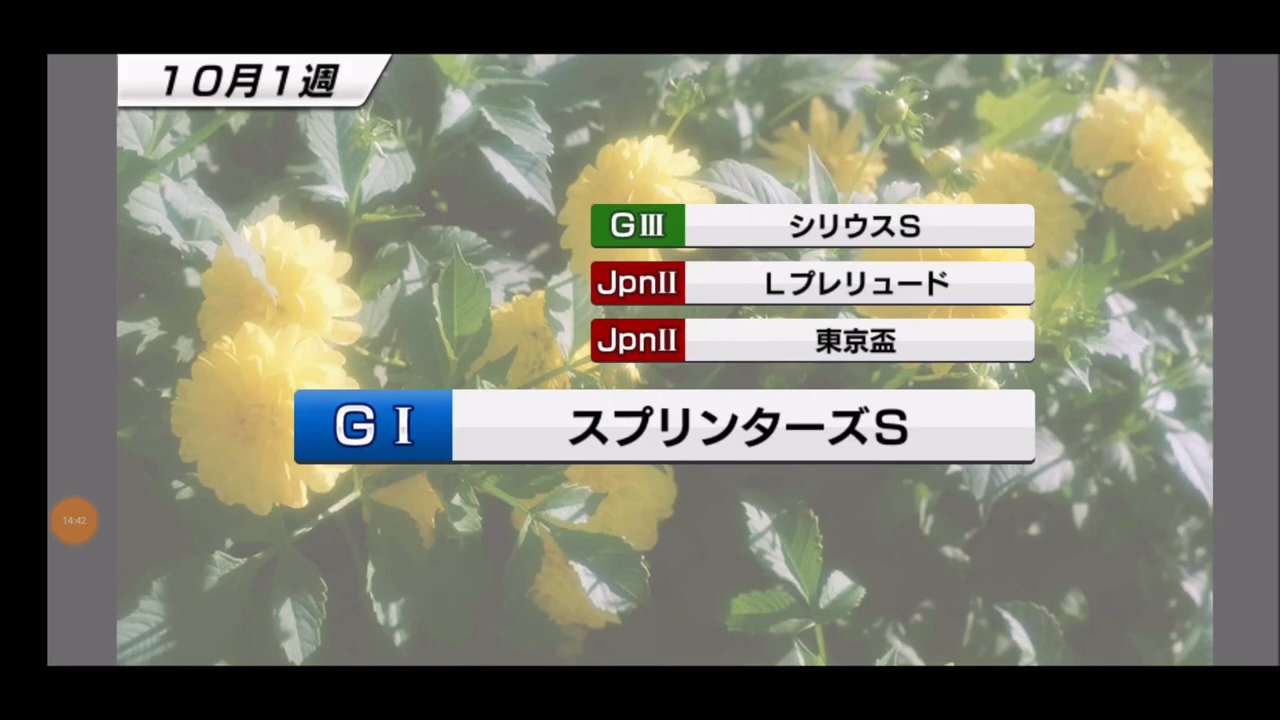 10月1週
GⅢ シリウスS
JpnⅡ Lプレリュード
JpnⅡ 東京盃
GⅠ スプリンターズS
14:42